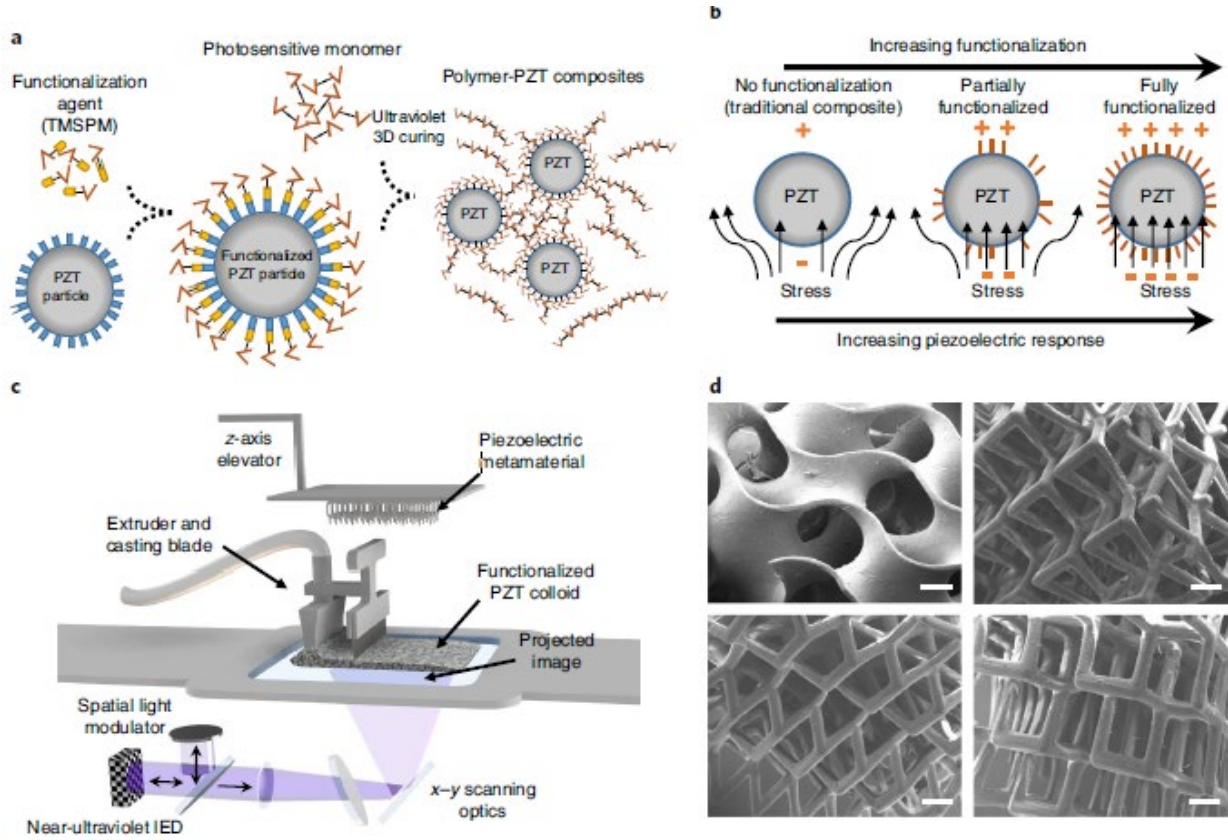 a
Functionalization
agent
(TMSPM)
PZT
particle
Photosensitive monomer
Functionalized
PZT particle
Ultraviolet
3D curing
Polymer-PZT composites
PZT
PZT
PZT
b
Increasing functionalization
No functionalization
(traditional composite)
Partially
functionalized
Fully
functionalized
+
+ +
+ + + +
PZT
PZT
PZT
-
- -
- - - -
Stress
Stress
Stress
Increasing piezoelectric response
c
z-axis
elevator
Piezoelectric
metamaterial
Extruder and
casting blade
Functionalized
PZT colloid
Projected
image
Spatial light
modulator
x–y scanning
optics
Near-ultraviolet lED
d